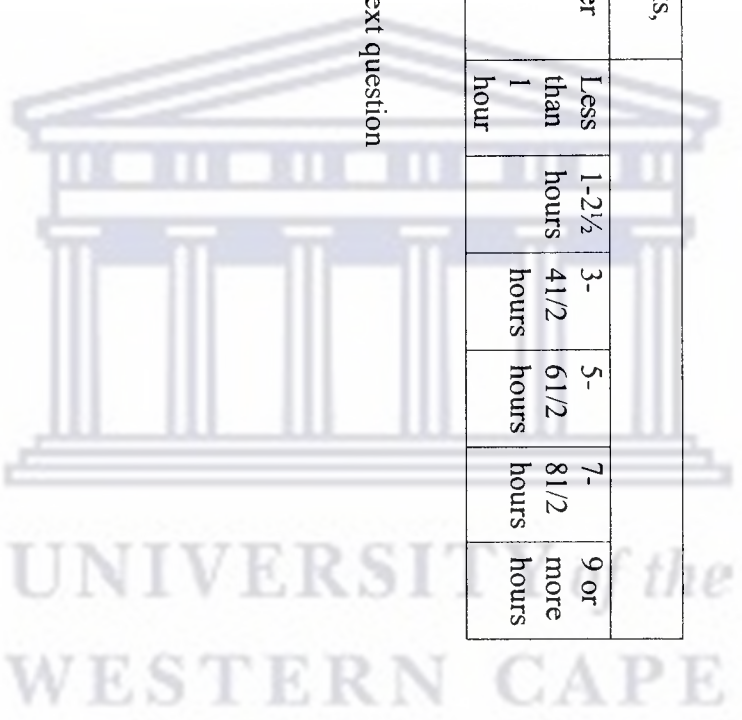 s,
er
Less than 1 hour
1-2½ hours
3- 41/2 hours
5- 61/2 hours
7- 81/2 hours
9 or more hours
ext question
UNIVERSITY of the
WESTERN CAPE